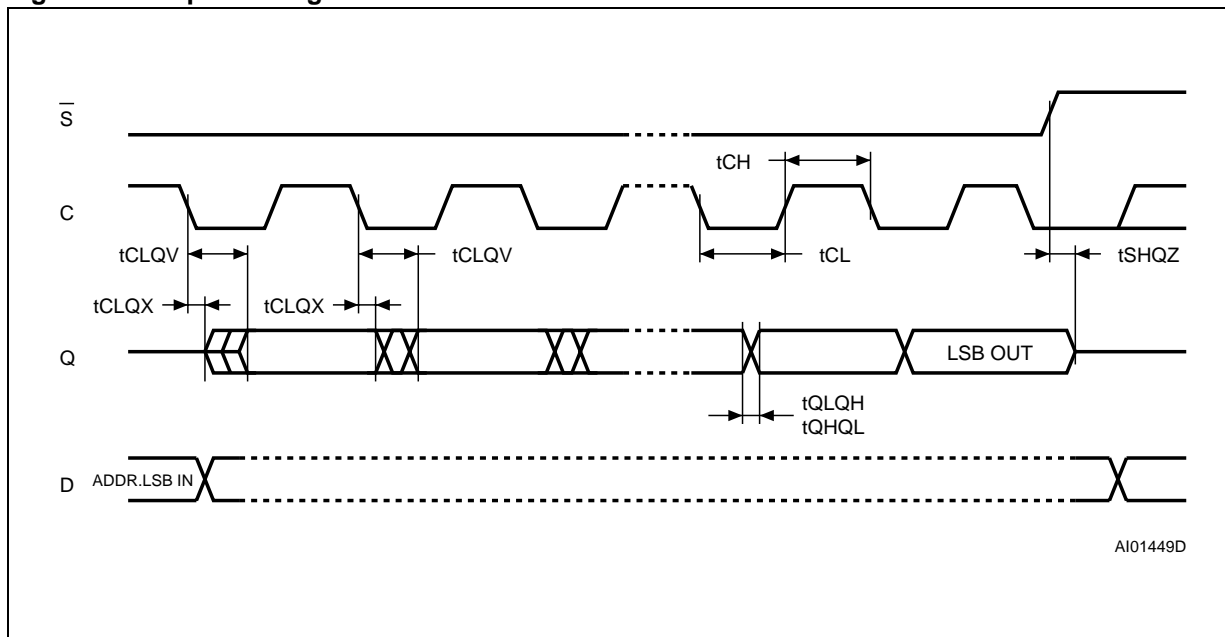 S
tCH
C
tCLQV
tCLQV
tCL
tSHQZ
tCLQX
tCLQX
Q
LSB OUT
tQLQH
tQHQL
D
ADDR.LSB IN
AI01449D